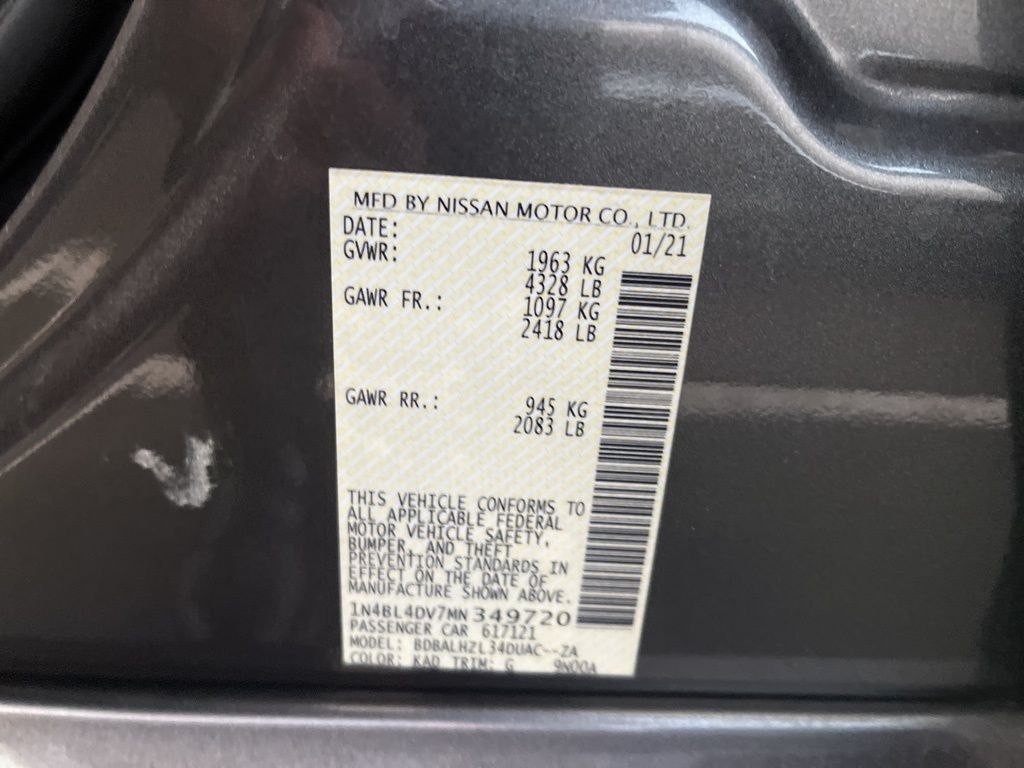 MFD BY NISSAN MOTOR CO., LTD.
DATE: 01/21
GVWR: 1963 KG
4328 LB
GAWR FR.: 1097 KG
2418 LB
GAWR RR.: 945 KG
2083 LB
THIS VEHICLE CONFORMS TO
ALL APPLICABLE FEDERAL
MOTOR VEHICLE SAFETY,
BUMPER, AND THEFT
PREVENTION STANDARDS IN
EFFECT ON THE DATE OF
MANUFACTURE SHOWN ABOVE.
1N4BL4DV7MN349720
PASSENGER CAR 617121
MODEL: BDBALHZL34DUAC--ZA
COLOR: KAD TRIM: G 9N00A